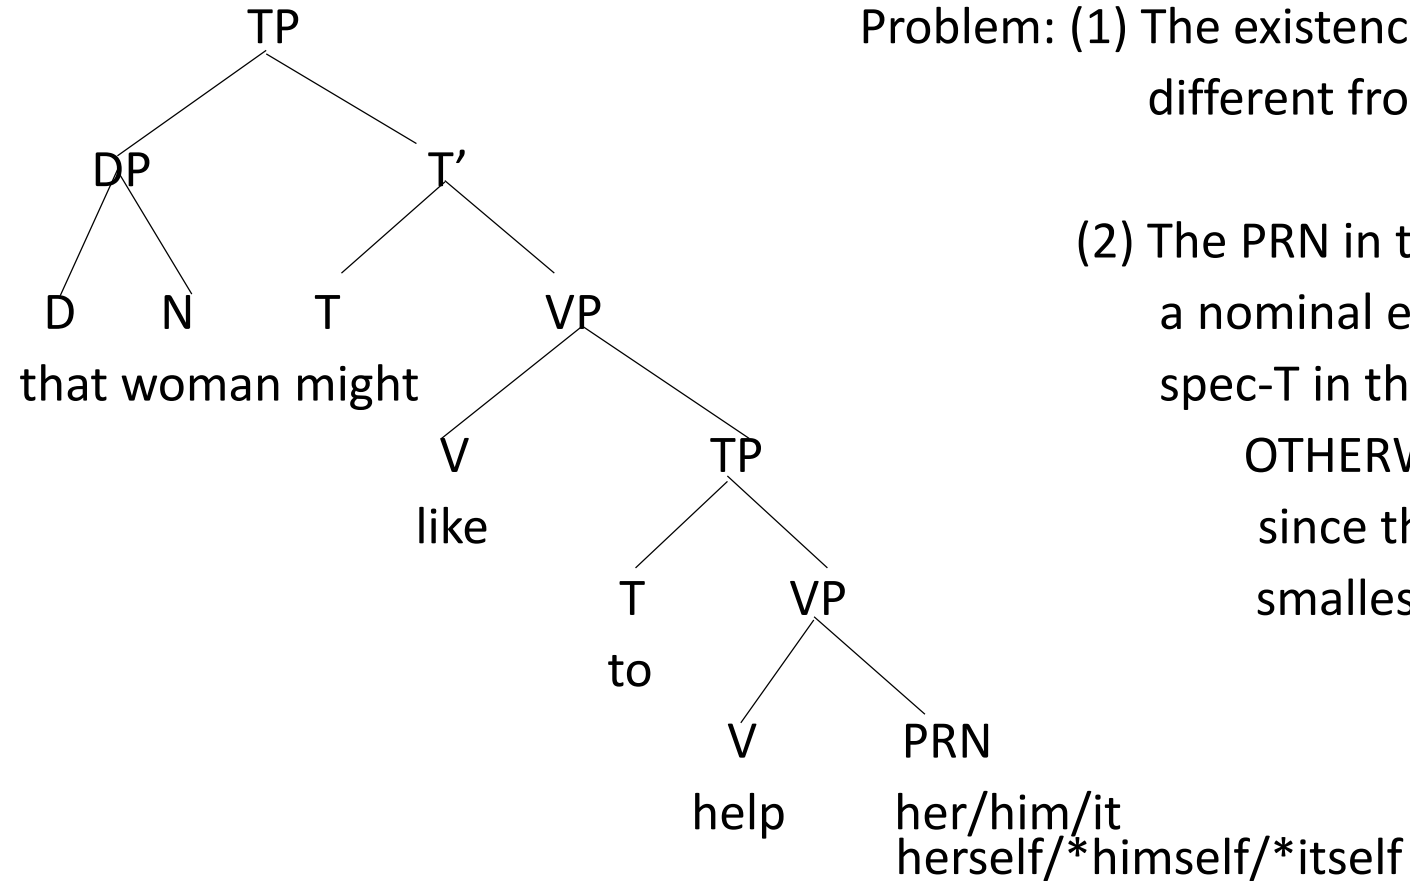 TP
Problem: (1) The existenc
different fro
DP T’
(2) The PRN in t
D N T VP
a nominal e
that woman might
spec-T in th
V TP
OTHERW
like
since th
T VP
smalles
to
V PRN
help her/him/it
herself/*himself/*itself